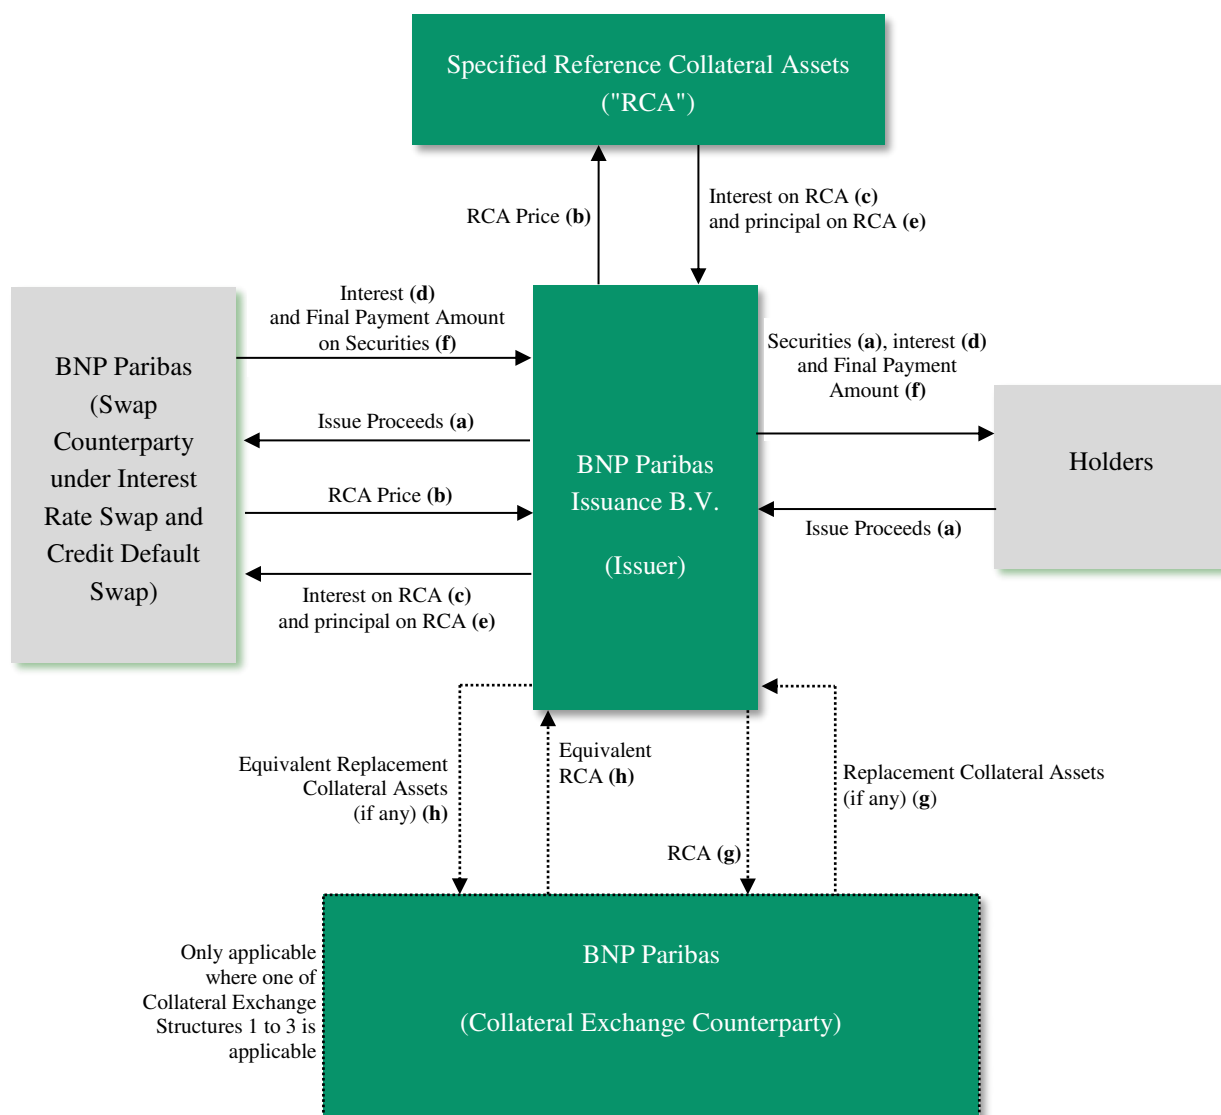 Specified Reference Collateral Assets
("RCA")
RCA Price (b)
Interest on RCA (c)
and principal on RCA (e)
Interest (d)
and Final Payment Amount
on Securities (f)
Issue Proceeds (a)
RCA Price (b)
Interest on RCA (c)
and principal on RCA (e)
BNP Paribas
(Swap
Counterparty
under Interest
Rate Swap and
Credit Default
Swap)
BNP Paribas
Issuance B.V.
(Issuer)
Securities (a), interest (d)
and Final Payment
Amount (f)
Issue Proceeds (a)
Holders
Equivalent Replacement
Collateral Assets
(if any) (h)
Equivalent
RCA (h)
RCA (g)
Replacement Collateral Assets
(if any) (g)
Only applicable
where one of
Collateral Exchange
Structures 1 to 3 is
applicable
BNP Paribas
(Collateral Exchange Counterparty)